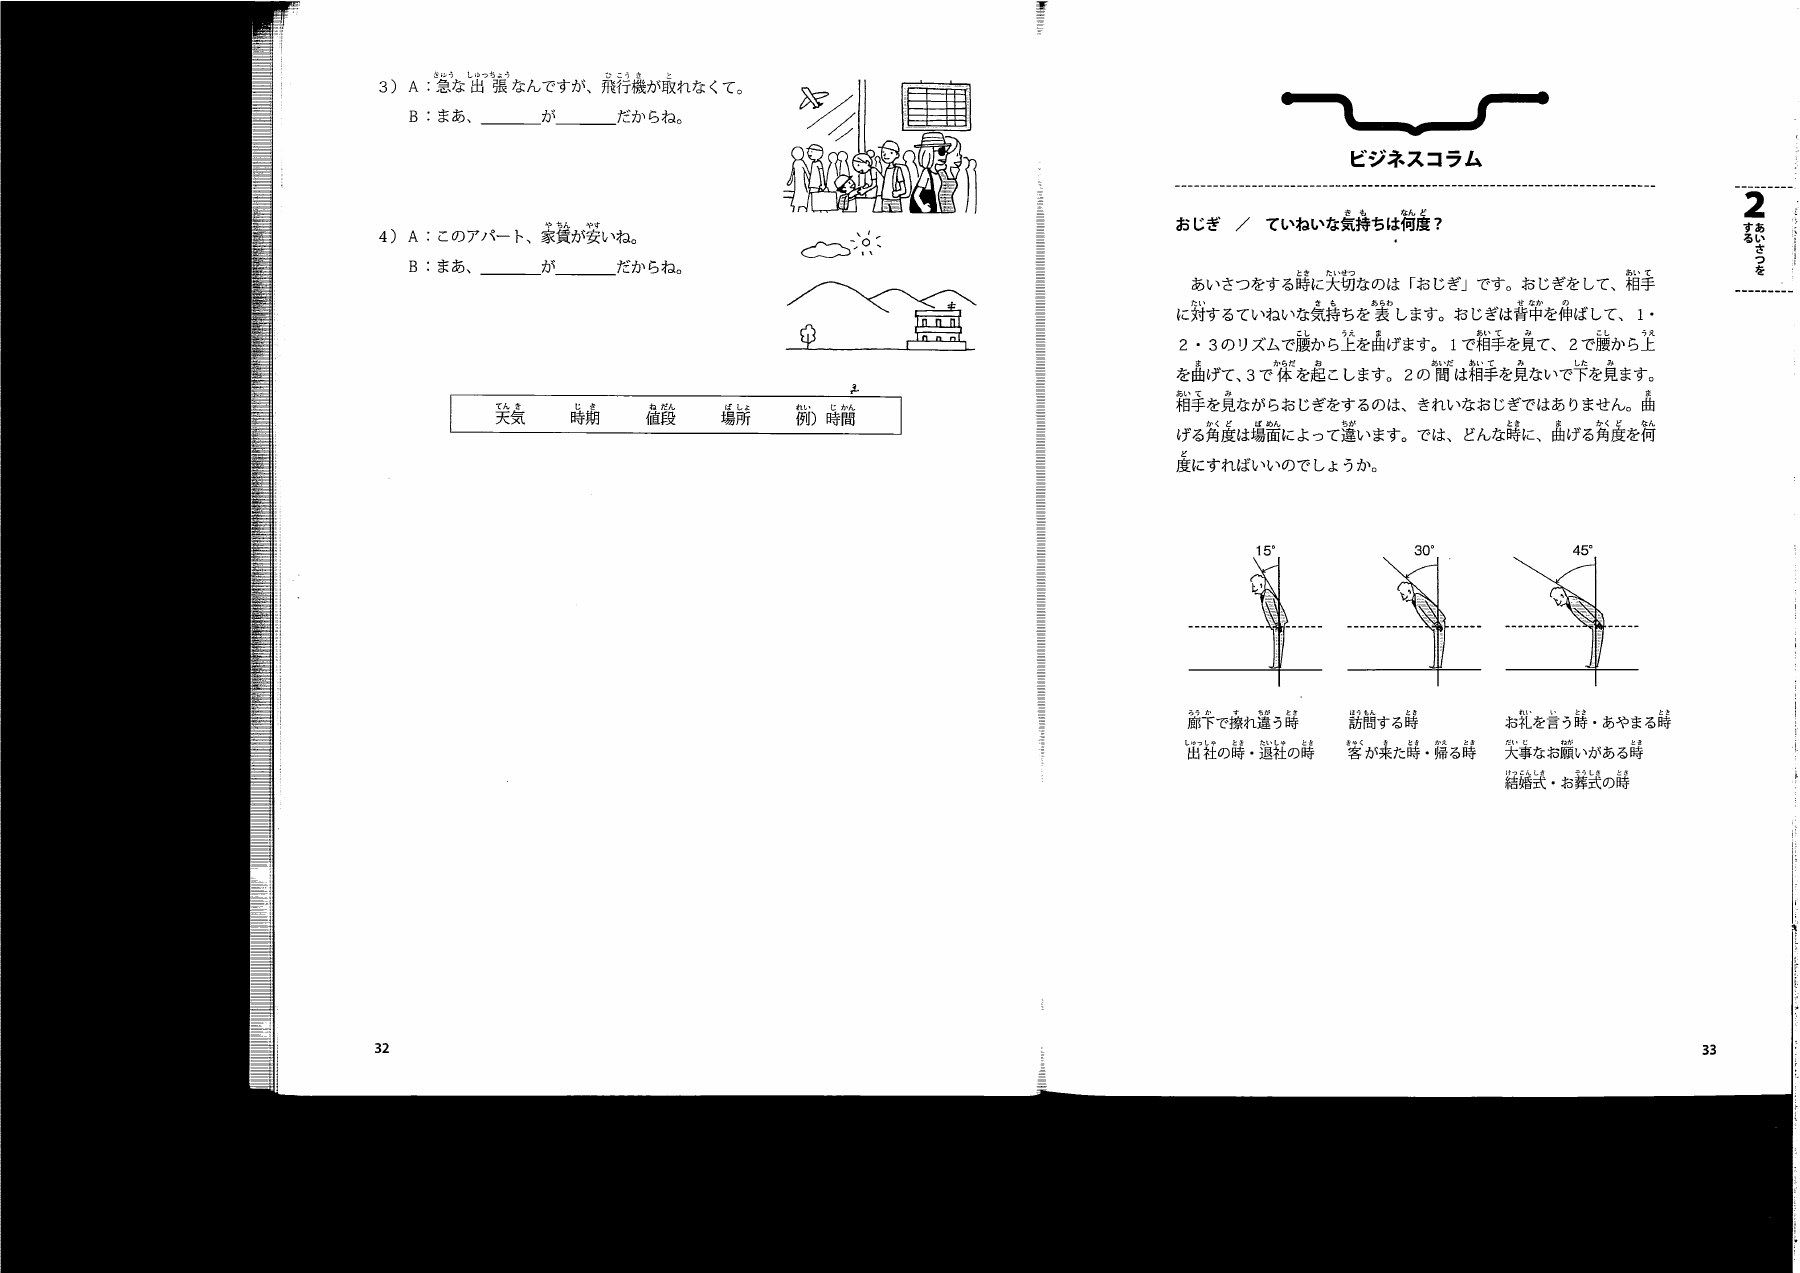 3）A：急な出張なんですが、飛行機が取れなくて。
B：まあ、＿＿＿＿が＿＿＿＿だからね。
4）A：このアパート、家賃が安いね。
B：まあ、＿＿＿＿が＿＿＿＿だからね。
天気　時期　値段　場所　例）時間
32
ビジネスコラム
おじぎ　／　ていねいな気持ちは何度？
あいさつをする時に大切なのは「おじぎ」です。おじぎをして、相手
に対するていねいな気持ちを表します。おじぎは背中を伸ばして、1・
2・3のリズムで腰から上を曲げます。1で相手を見て、2で腰から上
を曲げて、3で体を起こします。2の間は相手を見ないで下を見ます。
相手を見ながらおじぎをするのは、きれいなおじぎではありません。曲
げる角度は場面によって違います。では、どんな時に、曲げる角度を何
度にすればいいのでしょうか。
15°　30°　45°
廊下で擦れ違う時
出社の時・退社の時
訪問する時
客が来た時・帰る時
お礼を言う時・あやまる時
大事なお願いがある時
結婚式・お葬式の時
2
あいさつを
する
33